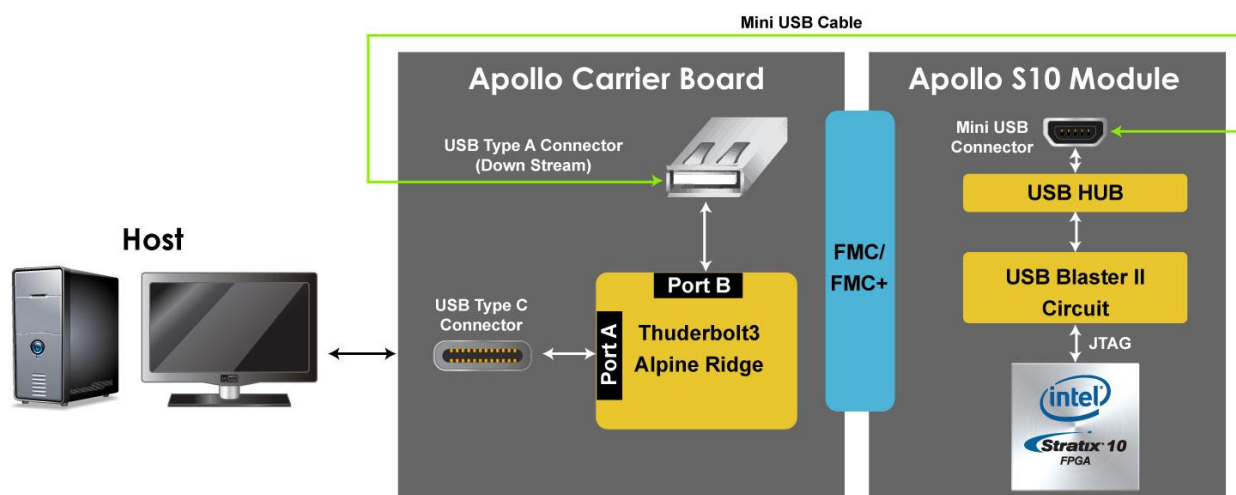 Mini USB Cable
Apollo Carrier Board
Apollo S10 Module
USB Type A Connector
(Down Stream)
Mini USB
Connector
USB HUB
Host
FMC/
FMC+
Port B
USB Blaster II
Circuit
USB Type C
Connector
Port A
Thuderbolt3
Alpine Ridge
JTAG
intel
Stratix 10
FPGA